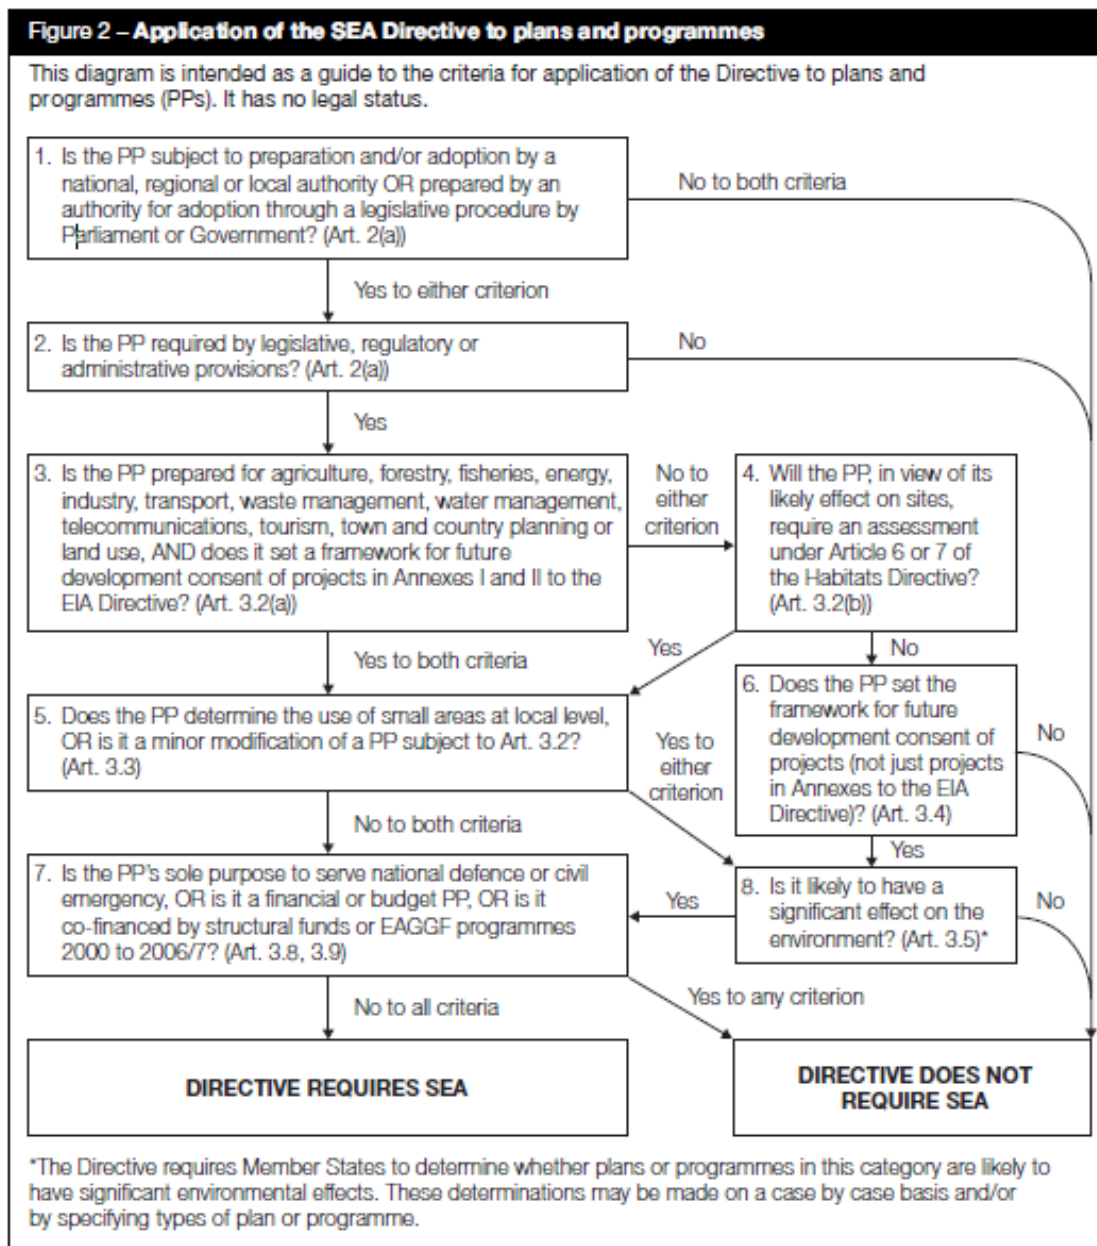 Figure 2 – Application of the SEA Directive to plans and programmes
This diagram is intended as a guide to the criteria for application of the Directive to plans and
programmes (PPs). It has no legal status.
1. Is the PP subject to preparation and/or adoption by a
national, regional or local authority OR prepared by an
authority for adoption through a legislative procedure by
Parliament or Government? (Art. 2(a))
No to both criteria
Yes to either criterion
2. Is the PP required by legislative, regulatory or
administrative provisions? (Art. 2(a))
No
Yes
3. Is the PP prepared for agriculture, forestry, fisheries, energy,
industry, transport, waste management, water management,
telecommunications, tourism, town and country planning or
land use, AND does it set a framework for future
development consent of projects in Annexes I and II to the
EIA Directive? (Art. 3.2(a))
No to
either
criterion
4. Will the PP, in view of its
likely effect on sites,
require an assessment
under Article 6 or 7 of
the Habitats Directive?
(Art. 3.2(b))
Yes to both criteria
Yes
No
5. Does the PP determine the use of small areas at local level,
OR is it a minor modification of a PP subject to Art. 3.2?
(Art. 3.3)
Yes to
either
criterion
6. Does the PP set the
framework for future
development consent of
projects (not just projects
in Annexes to the EIA
Directive)? (Art. 3.4)
No
No to both criteria
Yes
7. Is the PP's sole purpose to serve national defence or civil
emergency, OR is it a financial or budget PP, OR is it
co-financed by structural funds or EAGGF programmes
2000 to 2006/7? (Art. 3.8, 3.9)
Yes
8. Is it likely to have a
significant effect on the
environment? (Art. 3.5)*
No
No to all criteria
Yes to any criterion
DIRECTIVE REQUIRES SEA
DIRECTIVE DOES NOT
REQUIRE SEA
*The Directive requires Member States to determine whether plans or programmes in this category are likely to
have significant environmental effects. These determinations may be made on a case by case basis and/or
by specifying types of plan or programme.